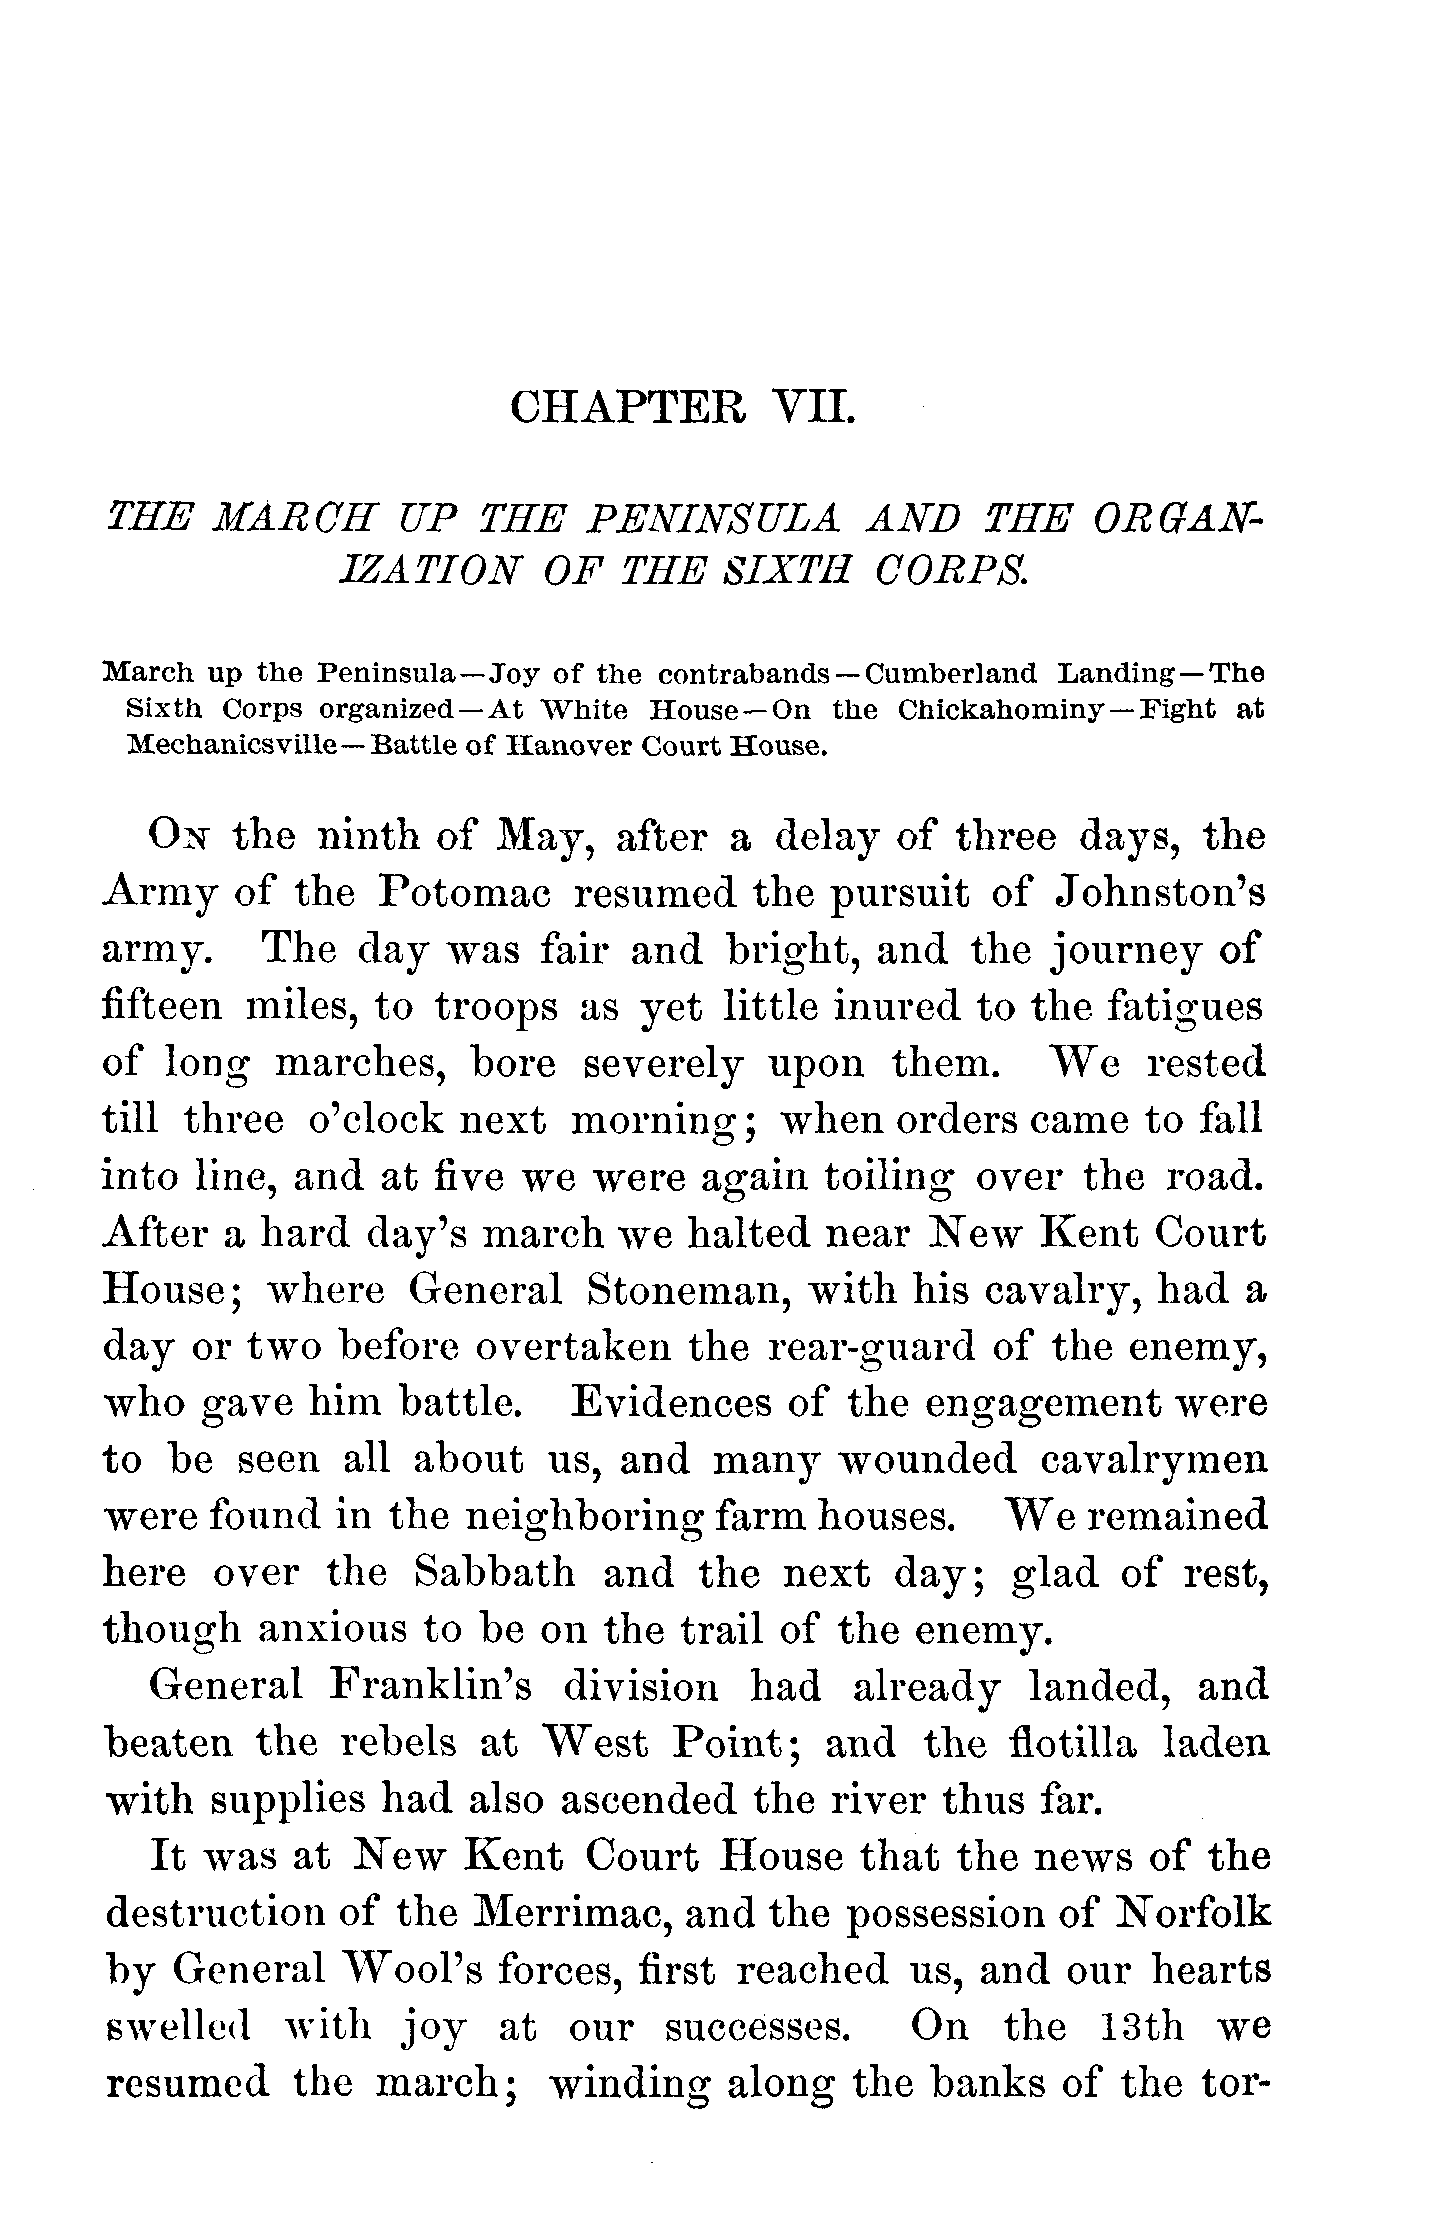 CHAPTER VII.
THE MARCH UP THE PENINSULA AND THE ORGAN-
IZATION OF THE SIXTH CORPS.
March up the Peninsula—Joy of the contrabands—Cumberland Landing—The
Sixth Corps organized—At White House—On the Chickahominy—Fight at
Mechanicsville—Battle of Hanover Court House.
On the ninth of May, after a delay of three days, the
Army of the Potomac resumed the pursuit of Johnston's
army. The day was fair and bright, and the journey of
fifteen miles, to troops as yet little inured to the fatigues
of long marches, bore severely upon them. We rested
till three o'clock next morning; when orders came to fall
into line, and at five we were again toiling over the road.
After a hard day's march we halted near New Kent Court
House; where General Stoneman, with his cavalry, had a
day or two before overtaken the rear-guard of the enemy,
who gave him battle. Evidences of the engagement were
to be seen all about us, and many wounded cavalrymen
were found in the neighboring farm houses. We remained
here over the Sabbath and the next day; glad of rest,
though anxious to be on the trail of the enemy.
General Franklin's division had already landed, and
beaten the rebels at West Point; and the flotilla laden
with supplies had also ascended the river thus far.
It was at New Kent Court House that the news of the
destruction of the Merrimac, and the possession of Norfolk
by General Wool's forces, first reached us, and our hearts
swelled with joy at our successes. On the 13th we
resumed the march; winding along the banks of the tor-